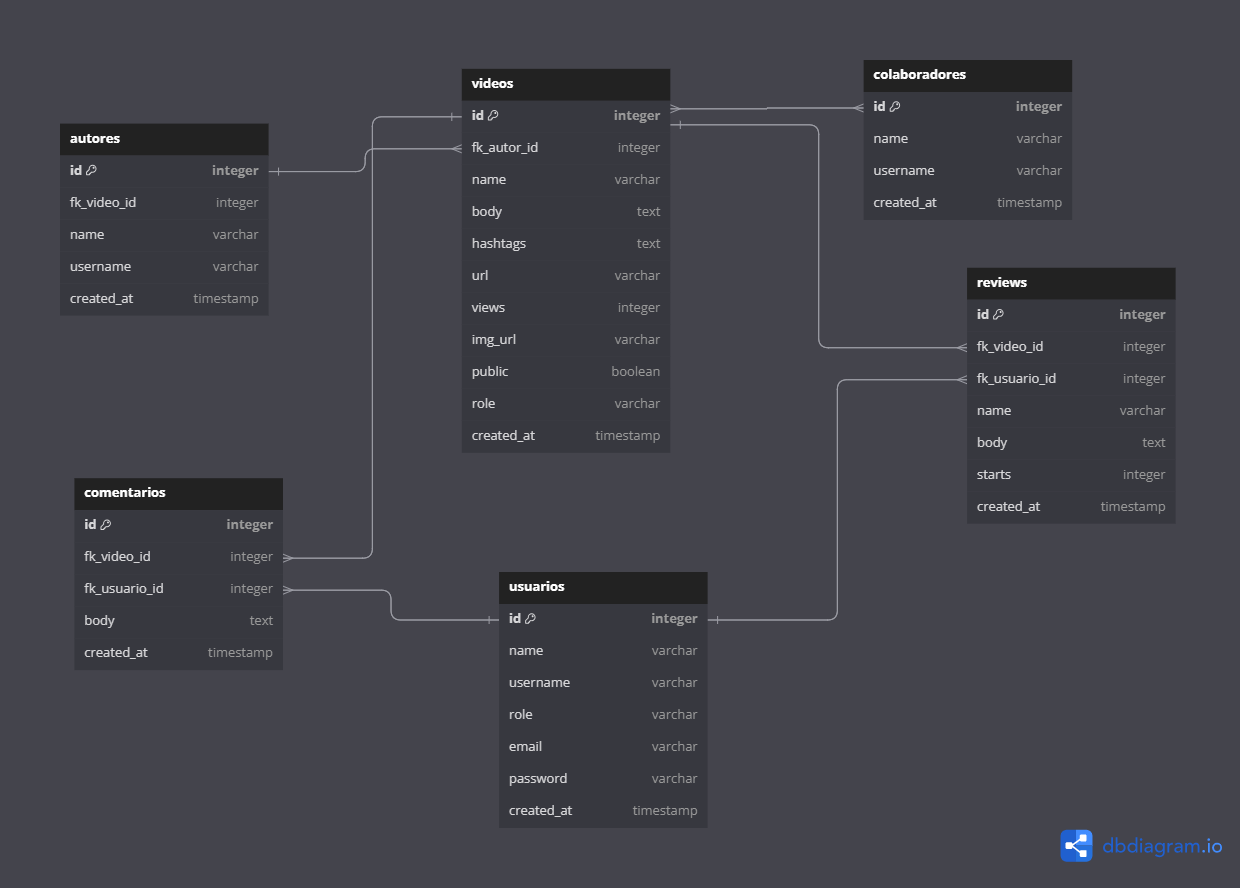 autores
id integer
fk_video_id integer
name varchar
username varchar
created_at timestamp
videos
id integer
fk_autor_id integer
name varchar
body text
hashtags text
url varchar
views integer
img_url varchar
public boolean
role varchar
created_at timestamp
colaboradores
id integer
name varchar
username varchar
created_at timestamp
reviews
id integer
fk_video_id integer
fk_usuario_id integer
name varchar
body text
starts integer
created_at timestamp
comentarios
id integer
fk_video_id integer
fk_usuario_id integer
body text
created_at timestamp
usuarios
id integer
name varchar
username varchar
role varchar
email varchar
password varchar
created_at timestamp
dbdiagram.io